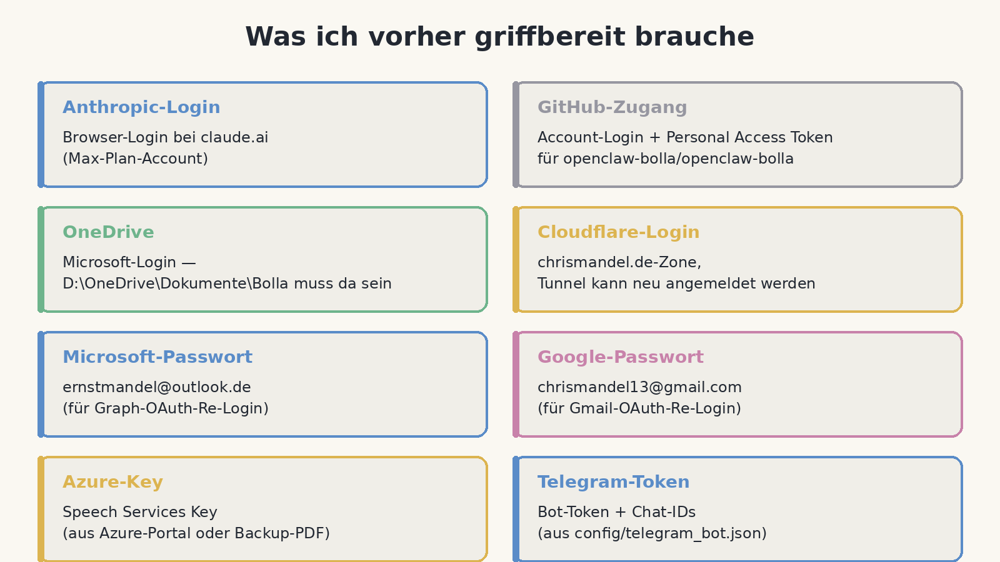 Was ich vorher griffbereit brauche
Anthropic-Login
Browser-Login bei claude.ai
(Max-Plan-Account)
GitHub-Zugang
Account-Login + Personal Access Token
für openclaw-bolla/openclaw-bolla
OneDrive
Microsoft-Login —
D:\OneDrive\Dokumente\Bolla muss da sein
Cloudflare-Login
chrismandel.de-Zone,
Tunnel kann neu angemeldet werden
Microsoft-Passwort
ernstmandel@outlook.de
(für Graph-OAuth-Re-Login)
Google-Passwort
chrismandel13@gmail.com
(für Gmail-OAuth-Re-Login)
Azure-Key
Speech Services Key
(aus Azure-Portal oder Backup-PDF)
Telegram-Token
Bot-Token + Chat-IDs
(aus config/telegram_bot.json)